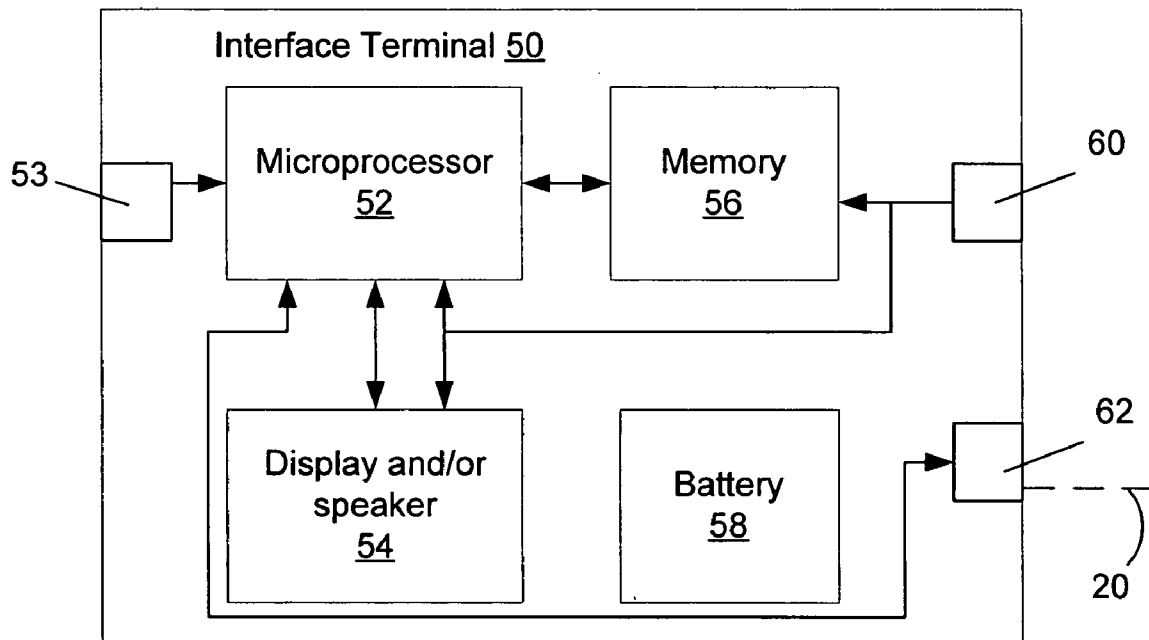 Interface Terminal 50
53
Microprocessor
52
Memory
56
60
Display and/or
speaker
54
Battery
58
62
20